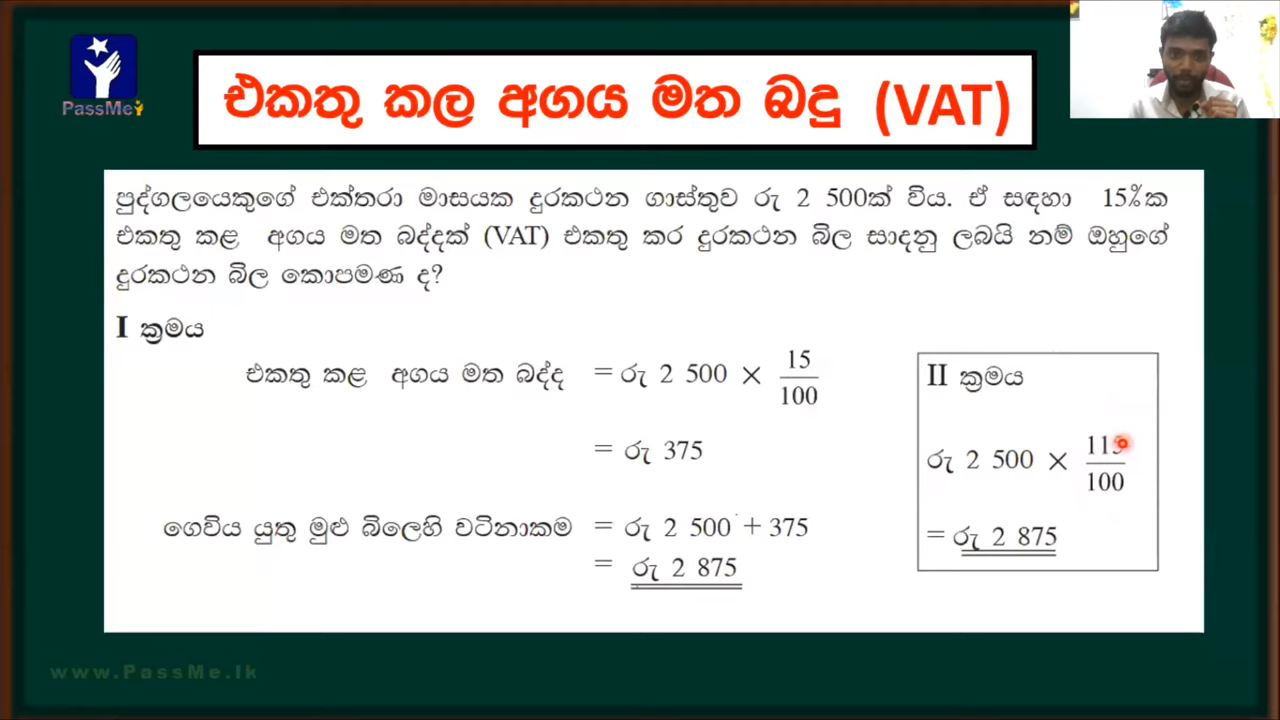 PassMe
එකතු කල අගය මත බදු (VAT)
පුද්ගලයෙකුගේ එක්තරා මාසයක දුරකථන ගාස්තුව රු 2 500ක් විය. ඒ සඳහා 15%ක
එකතු කළ අගය මත බද්දක් (VAT) එකතු කර දුරකථන බිල සාදනු ලබයි නම් ඔහුගේ
දුරකථන බිල කොපමණ ද?
I ක්‍රමය
එකතු කළ අගය මත බද්ද = රු 2 500 × 15/100
= රු 375
ගෙවිය යුතු මුළු බිලෙහි වටිනාකම = රු 2 500 + 375
= රු 2 875
II ක්‍රමය
රු 2 500 × 115/100
= රු 2 875
www.PassMe.lk